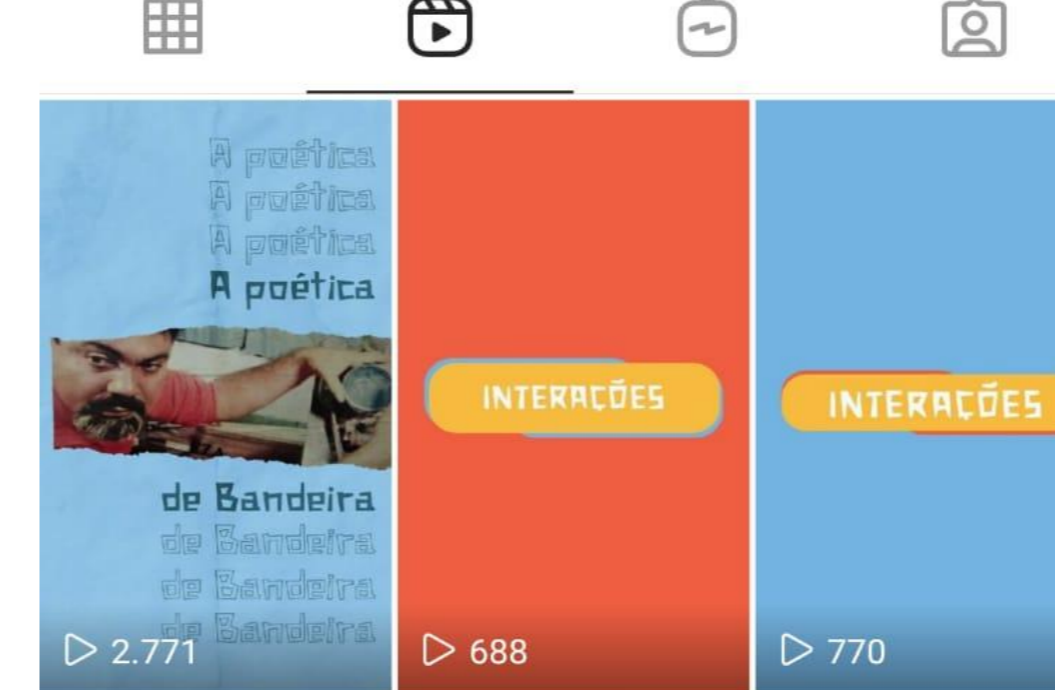 A poética
A poética
A poética
A poética
de Bandeira
de Bandeira
de Bandeira
de Bandeira
2.771
INTERAÇÕES
688
INTERAÇÕES
770